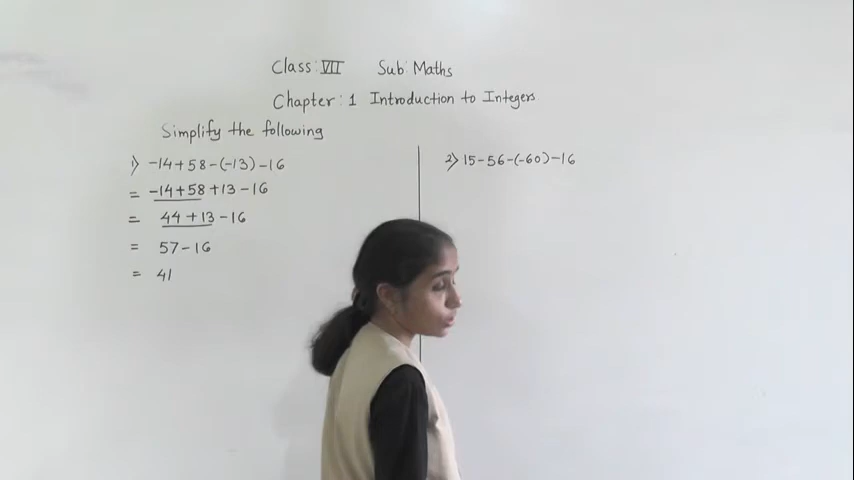 Class: VII Sub: Maths
Chapter: 1 Introduction to Integers
Simplify the following
1) -14+58-(-13)-16
= -14+58+13-16
= 44+13-16
= 57-16
= 41
2) 15-56-(-60)-16